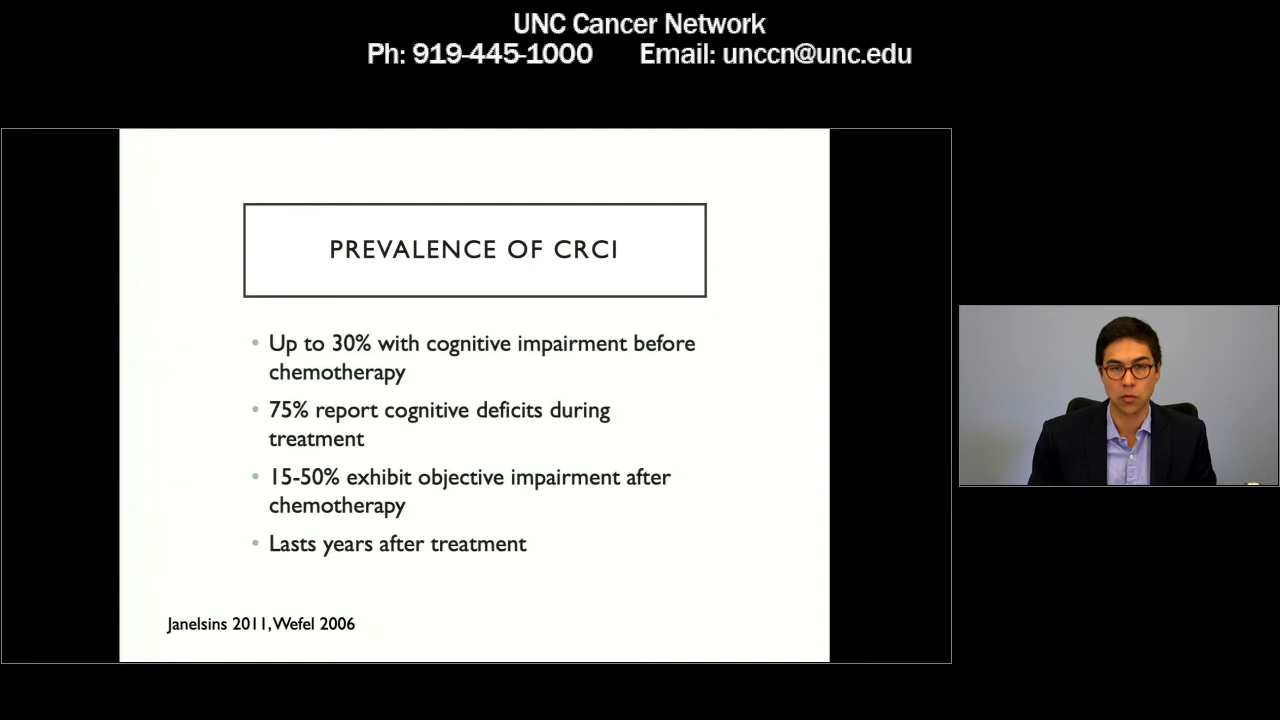 UNC Cancer Network
Ph: 919-445-1000 Email: unccn@unc.edu
PREVALENCE OF CRCI
• Up to 30% with cognitive impairment before
chemotherapy
• 75% report cognitive deficits during
treatment
• 15-50% exhibit objective impairment after
chemotherapy
• Lasts years after treatment
Janelsins 2011, Wefel 2006